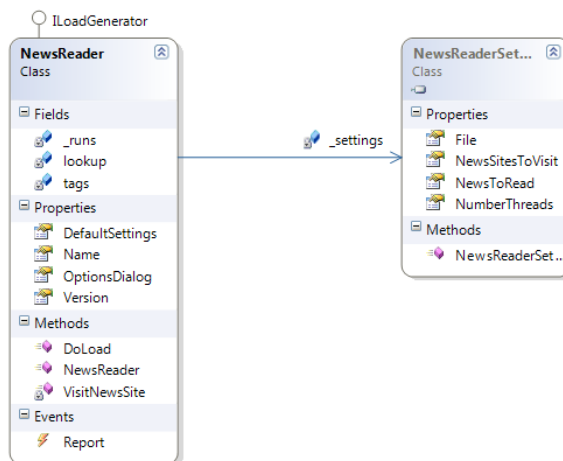 ILoadGenerator
NewsReader
Class
Fields
_runs
lookup
tags
Properties
DefaultSettings
Name
OptionsDialog
Version
Methods
DoLoad
NewsReader
VisitNewsSite
Events
Report
_settings
NewsReaderSet...
Class
Properties
File
NewsSitesToVisit
NewsToRead
NumberThreads
Methods
NewsReaderSet...